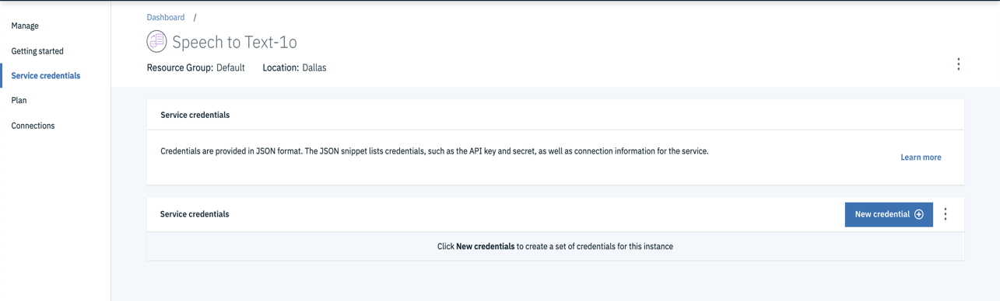 Manage
Getting started
Service credentials
Plan
Connections
Dashboard /
Speech to Text-1o
Resource Group: Default Location: Dallas
Service credentials
Credentials are provided in JSON format. The JSON snippet lists credentials, such as the API key and secret, as well as connection information for the service.
Learn more
Service credentials
New credential
Click New credentials to create a set of credentials for this instance